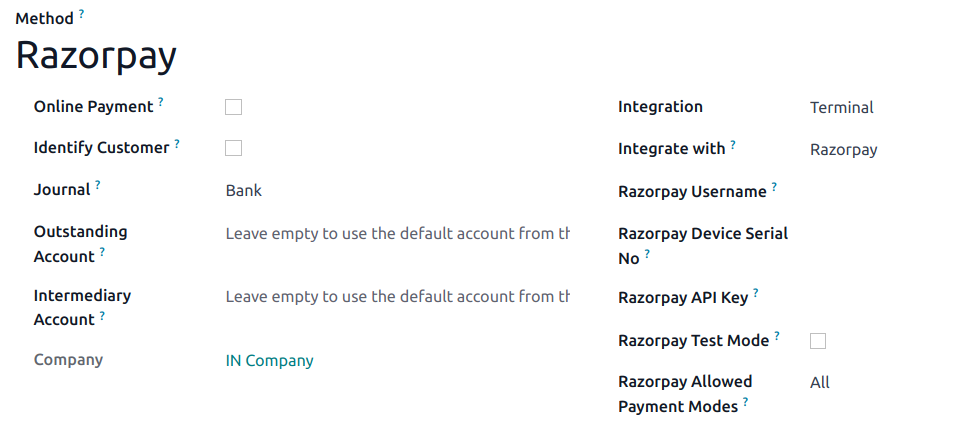 Method ?
Razorpay
Online Payment ?
Identify Customer ?
Journal ? Bank
Outstanding Account ? Leave empty to use the default account from th
Intermediary Account ? Leave empty to use the default account from th
Company IN Company
Integration Terminal
Integrate with ? Razorpay
Razorpay Username ?
Razorpay Device Serial
No ?
Razorpay API Key ?
Razorpay Test Mode ?
Razorpay Allowed Payment Modes ? All